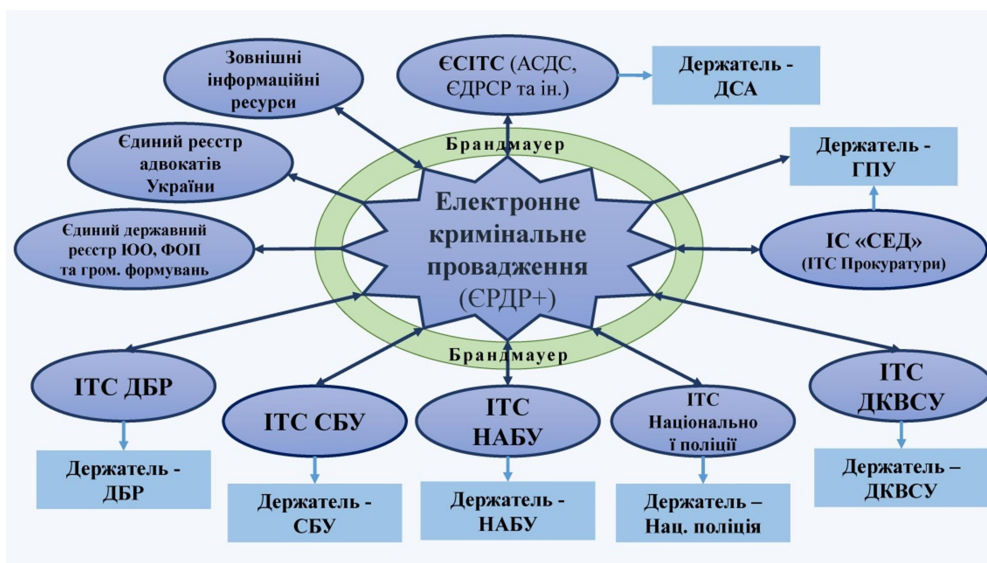 Зовнішні
інформаційні
ресурси
ЄСІТС (АСДС,
ЄДРСР та ін.)
Держатель -
ДСА
Єдиний реєстр
адвокатів
України
Брандмауер
Держатель -
ГПУ
Єдиний державний
реєстр ЮО, ФОП
та гром. формувань
Електронне
кримінальне
провадження
(ЄРДР+)
ІС «СЕД»
(ІТС Прокуратури)
Брандмауер
ІТС ДБР
ІТС СБУ
ІТС
НАБУ
ІТС
Національно
ї поліції
ІТС
ДКВСУ
Держатель -
ДБР
Держатель -
СБУ
Держатель -
НАБУ
Держатель –
Нац. поліція
Держатель –
ДКВСУ